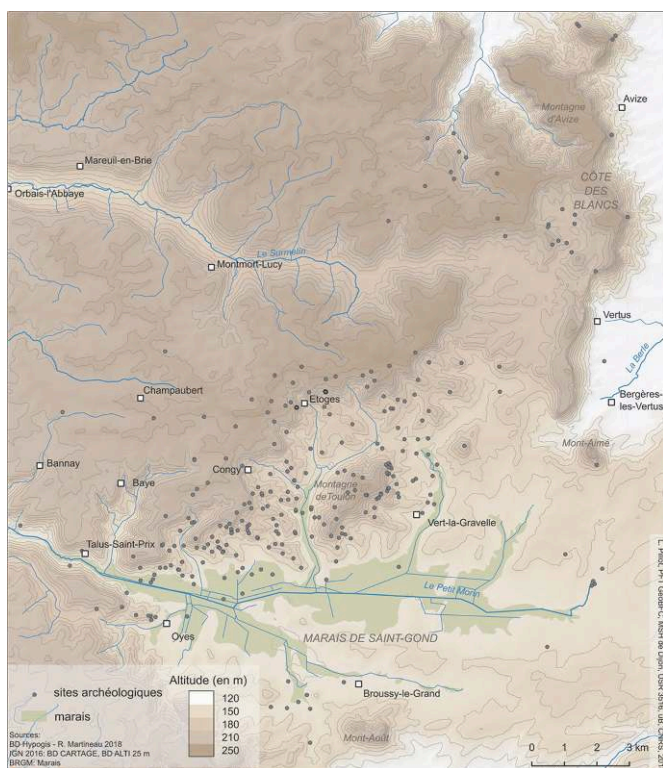 Montagne
d'Avize
Avize
Mareuil-en-Brie
Orbais-l'Abbaye
CÔTE
DES
BLANCS
Le Surmelin
Montmort-Lucy
Vertus
La Berle
Champaubert
Etoges
Bergères-
les-Vertus
Mont-Aimé
Bannay
Congy
Baye
Montagne
de Toulon
Vert-la-Gravelle
Talus-Saint-Prix
Le Petit Morin
Oyes
MARAIS DE SAINT-GOND
Broussy-le-Grand
Mont-Août
sites archéologiques
marais
Altitude (en m)
120
150
180
210
250
Sources:
BD-Hypogis - R. Martineau 2018
IGN 2016: BD CARTAGE, BD ALTI 25 m
BRGM: Marais
0 1 2 3 km